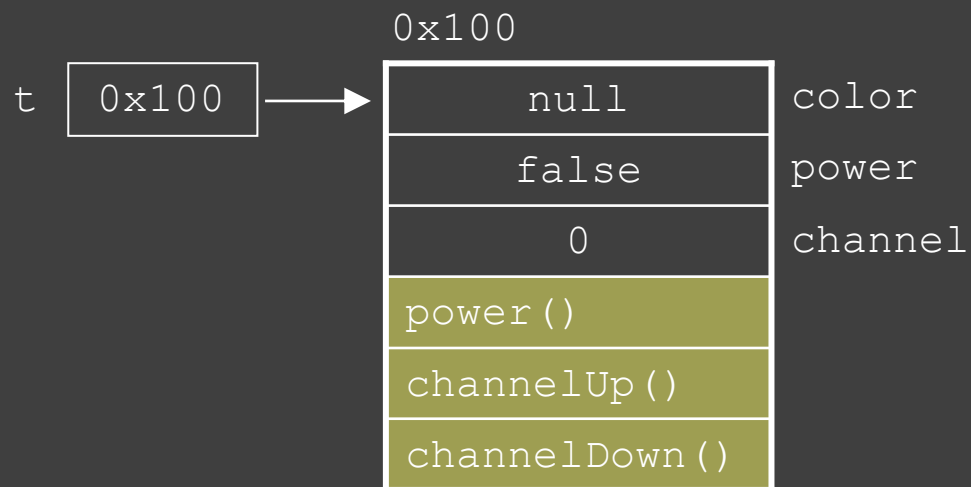 0x100
t 0x100 null color
false power
0 channel
power()
channelUp()
channelDown()